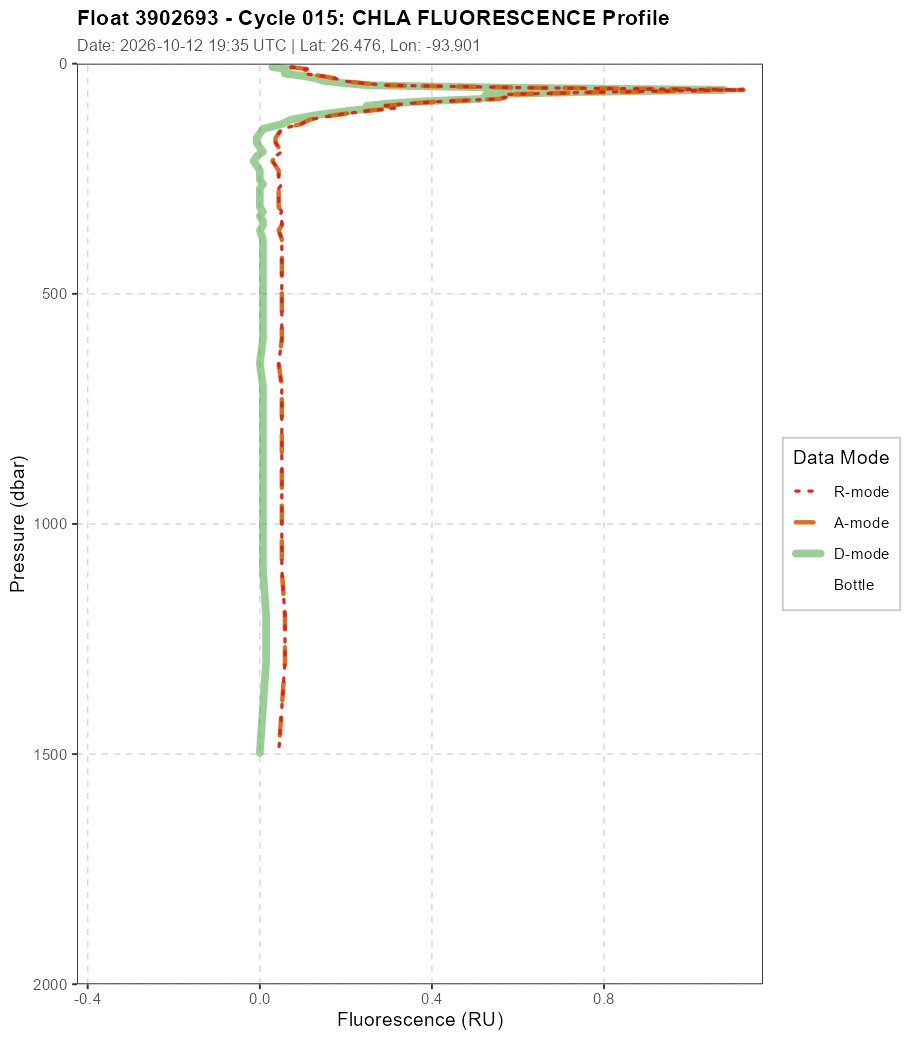 Float 3902693 - Cycle 015: CHLA FLUORESCENCE Profile
Date: 2026-10-12 19:35 UTC | Lat: 26.476, Lon: -93.901
0
500
1000
1500
2000
Pressure (dbar)
-0.4
0.0
0.4
0.8
Fluorescence (RU)
Data Mode
R-mode
A-mode
D-mode
Bottle